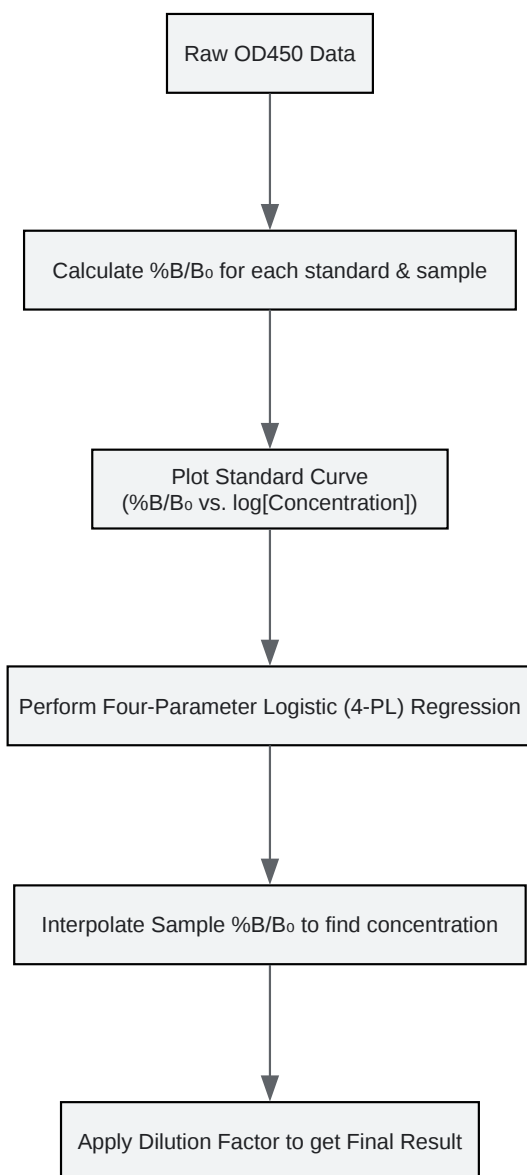 Raw OD450 Data
Calculate %B/B₀ for each standard & sample
Plot Standard Curve
(%B/B₀ vs. log[Concentration])
Perform Four-Parameter Logistic (4-PL) Regression
Interpolate Sample %B/B₀ to find concentration
Apply Dilution Factor to get Final Result